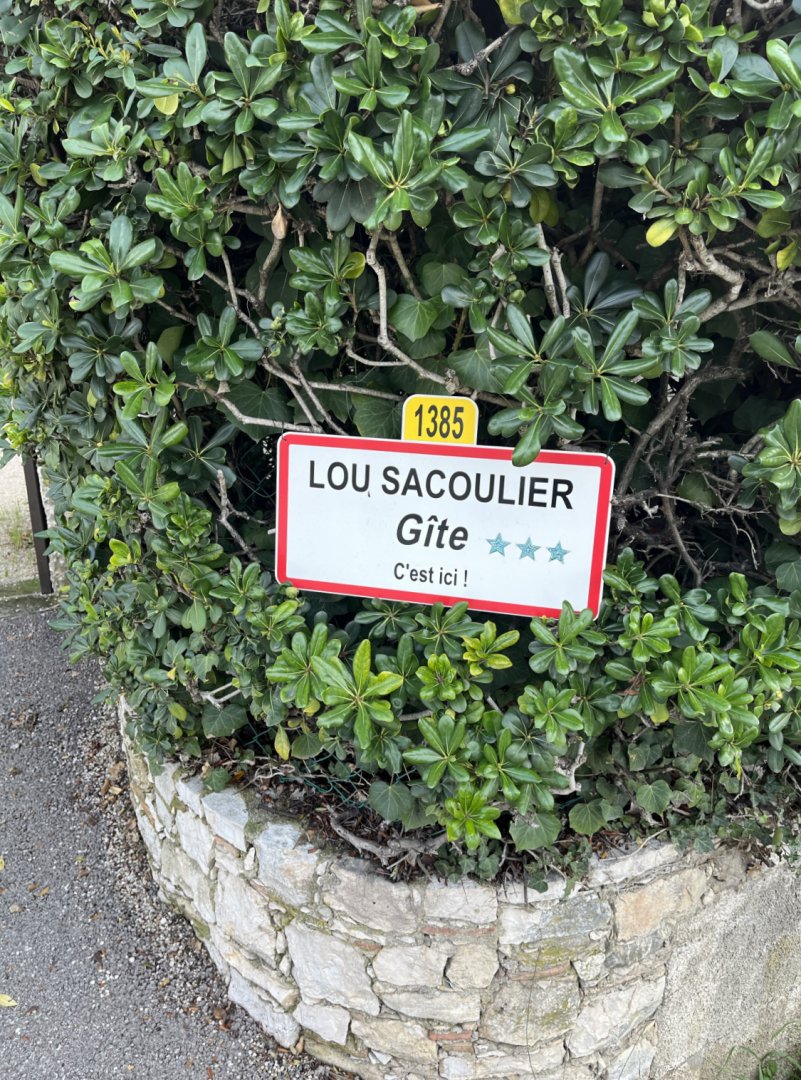 1385
LOU SACOULIER
Gîte
C'est ici !